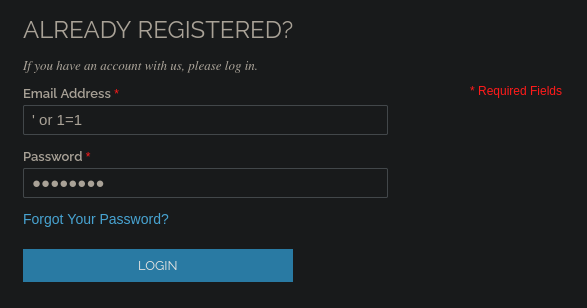 ALREADY REGISTERED?
If you have an account with us, please log in.
* Required Fields
Email Address *
' or 1=1
Password *
●●●●●●●●
Forgot Your Password?
LOGIN